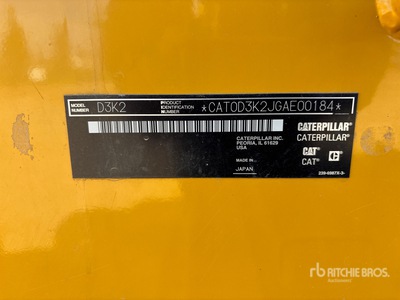 MODEL NUMBER D3K2 PRODUCT IDENTIFICATION NUMBER *CAT0D3K2JGAE00184*
CATERPILLAR INC.
PEORIA, IL 61629
USA
MADE IN...
JAPAN
CATERPILLAR®
CATERPILLAR®
CAT® C®
CAT® C®
rb RITCHIE BROS.